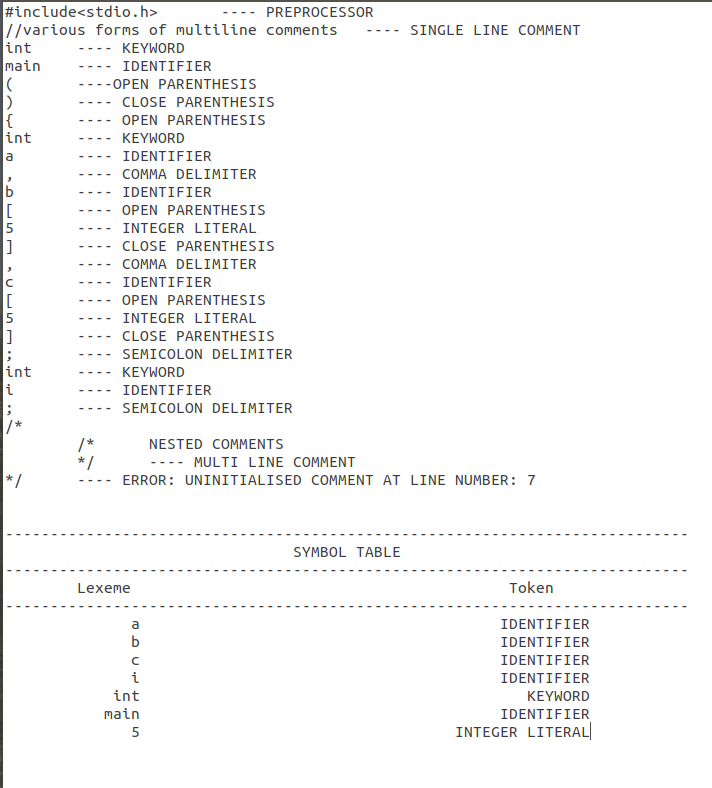 #include<stdio.h>       ---- PREPROCESSOR
//various forms of multiline comments   ---- SINGLE LINE COMMENT
int     ---- KEYWORD
main    ---- IDENTIFIER
(       ----OPEN PARENTHESIS
)       ---- CLOSE PARENTHESIS
{       ---- OPEN PARENTHESIS
int     ---- KEYWORD
a       ---- IDENTIFIER
,       ---- COMMA DELIMITER
b       ---- IDENTIFIER
[       ---- OPEN PARENTHESIS
5       ---- INTEGER LITERAL
]       ---- CLOSE PARENTHESIS
,       ---- COMMA DELIMITER
c       ---- IDENTIFIER
[       ---- OPEN PARENTHESIS
5       ---- INTEGER LITERAL
]       ---- CLOSE PARENTHESIS
;       ---- SEMICOLON DELIMITER
int     ---- KEYWORD
i       ---- IDENTIFIER
;       ---- SEMICOLON DELIMITER
/*
        /*      NESTED COMMENTS
        */      ---- MULTI LINE COMMENT
*/      ---- ERROR: UNINITIALISED COMMENT AT LINE NUMBER: 7
----------------------------------------------------------------------------
                                SYMBOL TABLE
----------------------------------------------------------------------------
        Lexeme                                          Token
----------------------------------------------------------------------------
              a                                        IDENTIFIER
              b                                        IDENTIFIER
              c                                        IDENTIFIER
              i                                        IDENTIFIER
            int                                           KEYWORD
           main                                        IDENTIFIER
              5                                   INTEGER LITERAL